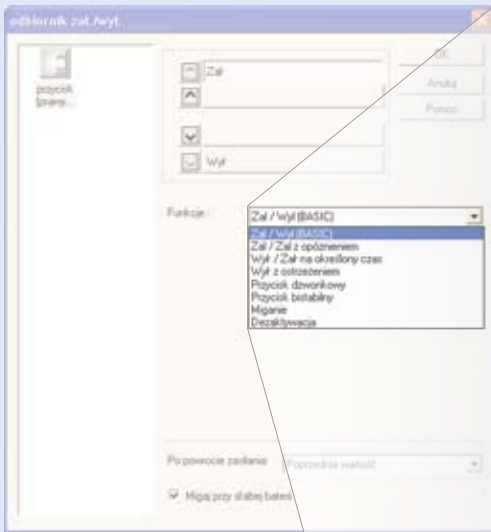 odbiornik zał./wył.
przycisk
(prawy...
Zał
Wył
OK
Anuluj
Pomoc
Funkcje :
Zał / Wył (BASIC)
Zał / Wył (BASIC)
Zał / Zał z opóźnieniem
Wył / Zał na określony czas
Wył z ostrzeżeniem
Przycisk dzwonkowy
Przycisk bistabilny
Miganie
Dezaktywacja
Po powrocie zasilania:
Poprzednia wartość
Migaj przy słabej baterii